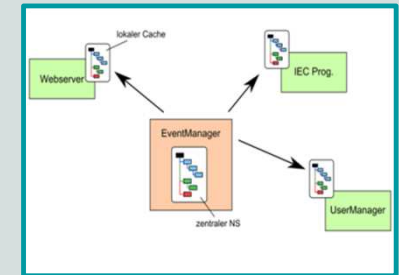 lokaler Cache
Webserver
IEC Prog.
EventManager
UserManager
zentraler NS